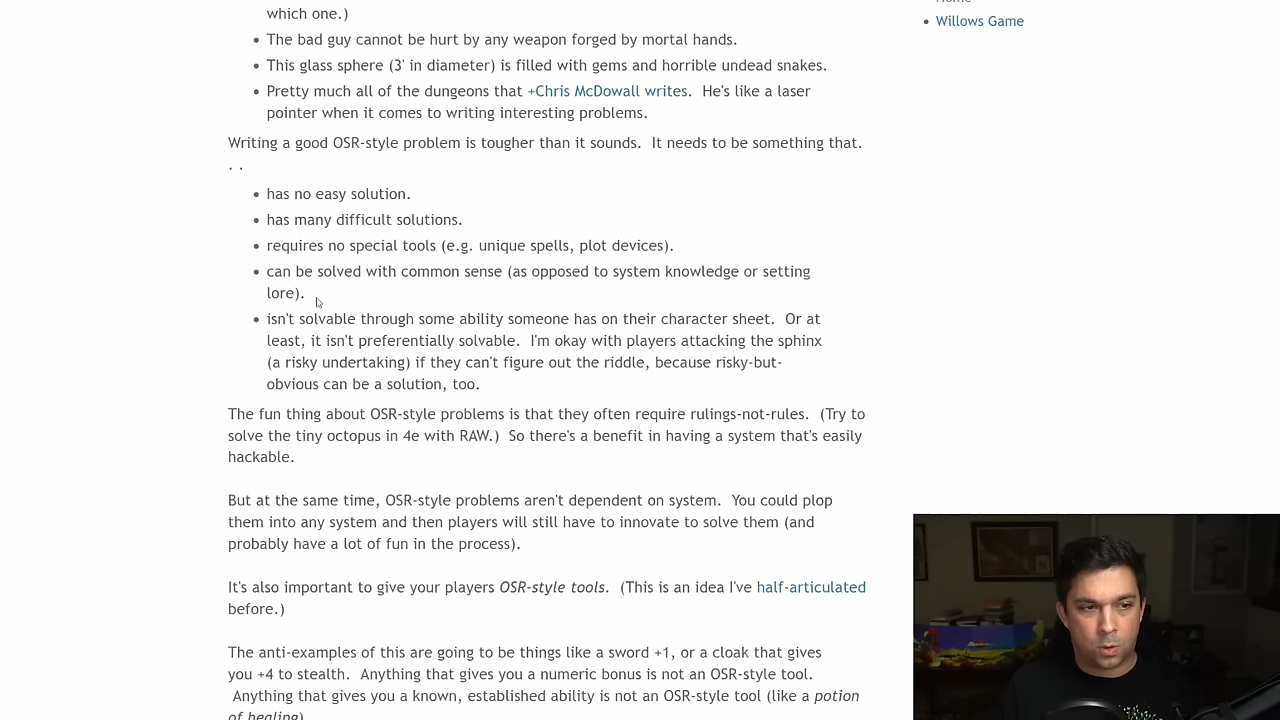 Home
which one.)
Willows Game
The bad guy cannot be hurt by any weapon forged by mortal hands.
This glass sphere (3' in diameter) is filled with gems and horrible undead snakes.
Pretty much all of the dungeons that +Chris McDowall writes.  He's like a laser
pointer when it comes to writing interesting problems.
Writing a good OSR-style problem is tougher than it sounds.  It needs to be something that.
. .
has no easy solution.
has many difficult solutions.
requires no special tools (e.g. unique spells, plot devices).
can be solved with common sense (as opposed to system knowledge or setting
lore).
isn't solvable through some ability someone has on their character sheet.  Or at
least, it isn't preferentially solvable.  I'm okay with players attacking the sphinx
(a risky undertaking) if they can't figure out the riddle, because risky-but-
obvious can be a solution, too.
The fun thing about OSR-style problems is that they often require rulings-not-rules.  (Try to
solve the tiny octopus in 4e with RAW.)  So there's a benefit in having a system that's easily
hackable.
But at the same time, OSR-style problems aren't dependent on system.  You could plop
them into any system and then players will still have to innovate to solve them (and
probably have a lot of fun in the process).
It's also important to give your players OSR-style tools.  (This is an idea I've half-articulated
before.)
The anti-examples of this are going to be things like a sword +1, or a cloak that gives
you +4 to stealth.  Anything that gives you a numeric bonus is not an OSR-style tool.
Anything that gives you a known, established ability is not an OSR-style tool (like a potion
of healing)